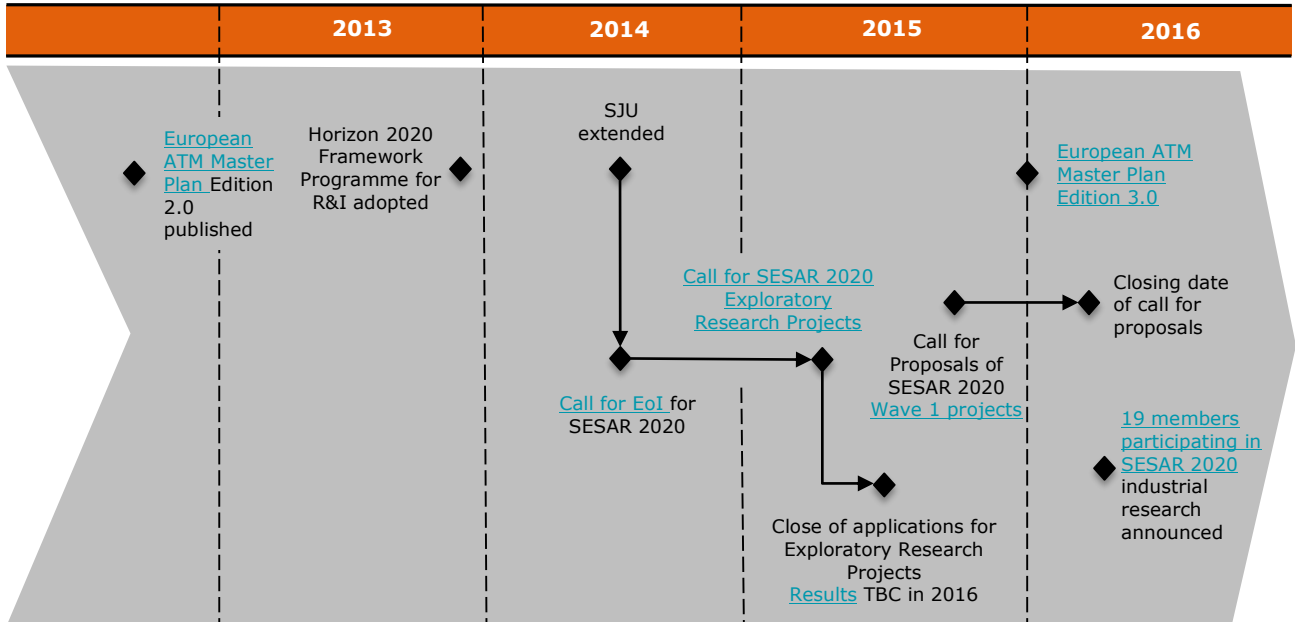 2013
2014
2015
2016
European
ATM Master
Plan Edition
2.0
published
Horizon 2020
Framework
Programme for
R&I adopted
SJU
extended
European ATM
Master Plan
Edition 3.0
Call for SESAR 2020
Exploratory
Research Projects
Closing date
of call for
proposals
Call for
Proposals of
SESAR 2020
Wave 1 projects
Call for EoI for
SESAR 2020
19 members
participating in
SESAR 2020
industrial
research
announced
Close of applications for
Exploratory Research
Projects
Results TBC in 2016